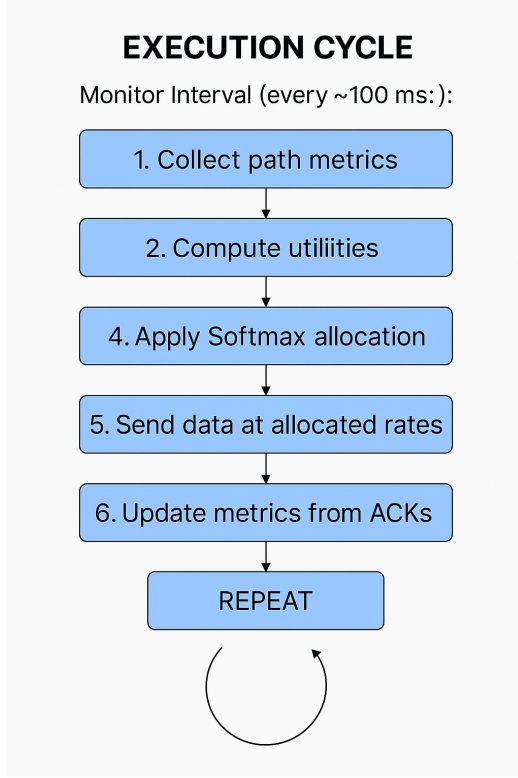 EXECUTION CYCLE
Monitor Interval (every ~100 ms: ):
1. Collect path metrics
2. Compute utiliities
4. Apply Softmax allocation
5. Send data at allocated rates
6. Update metrics from ACKs
REPEAT